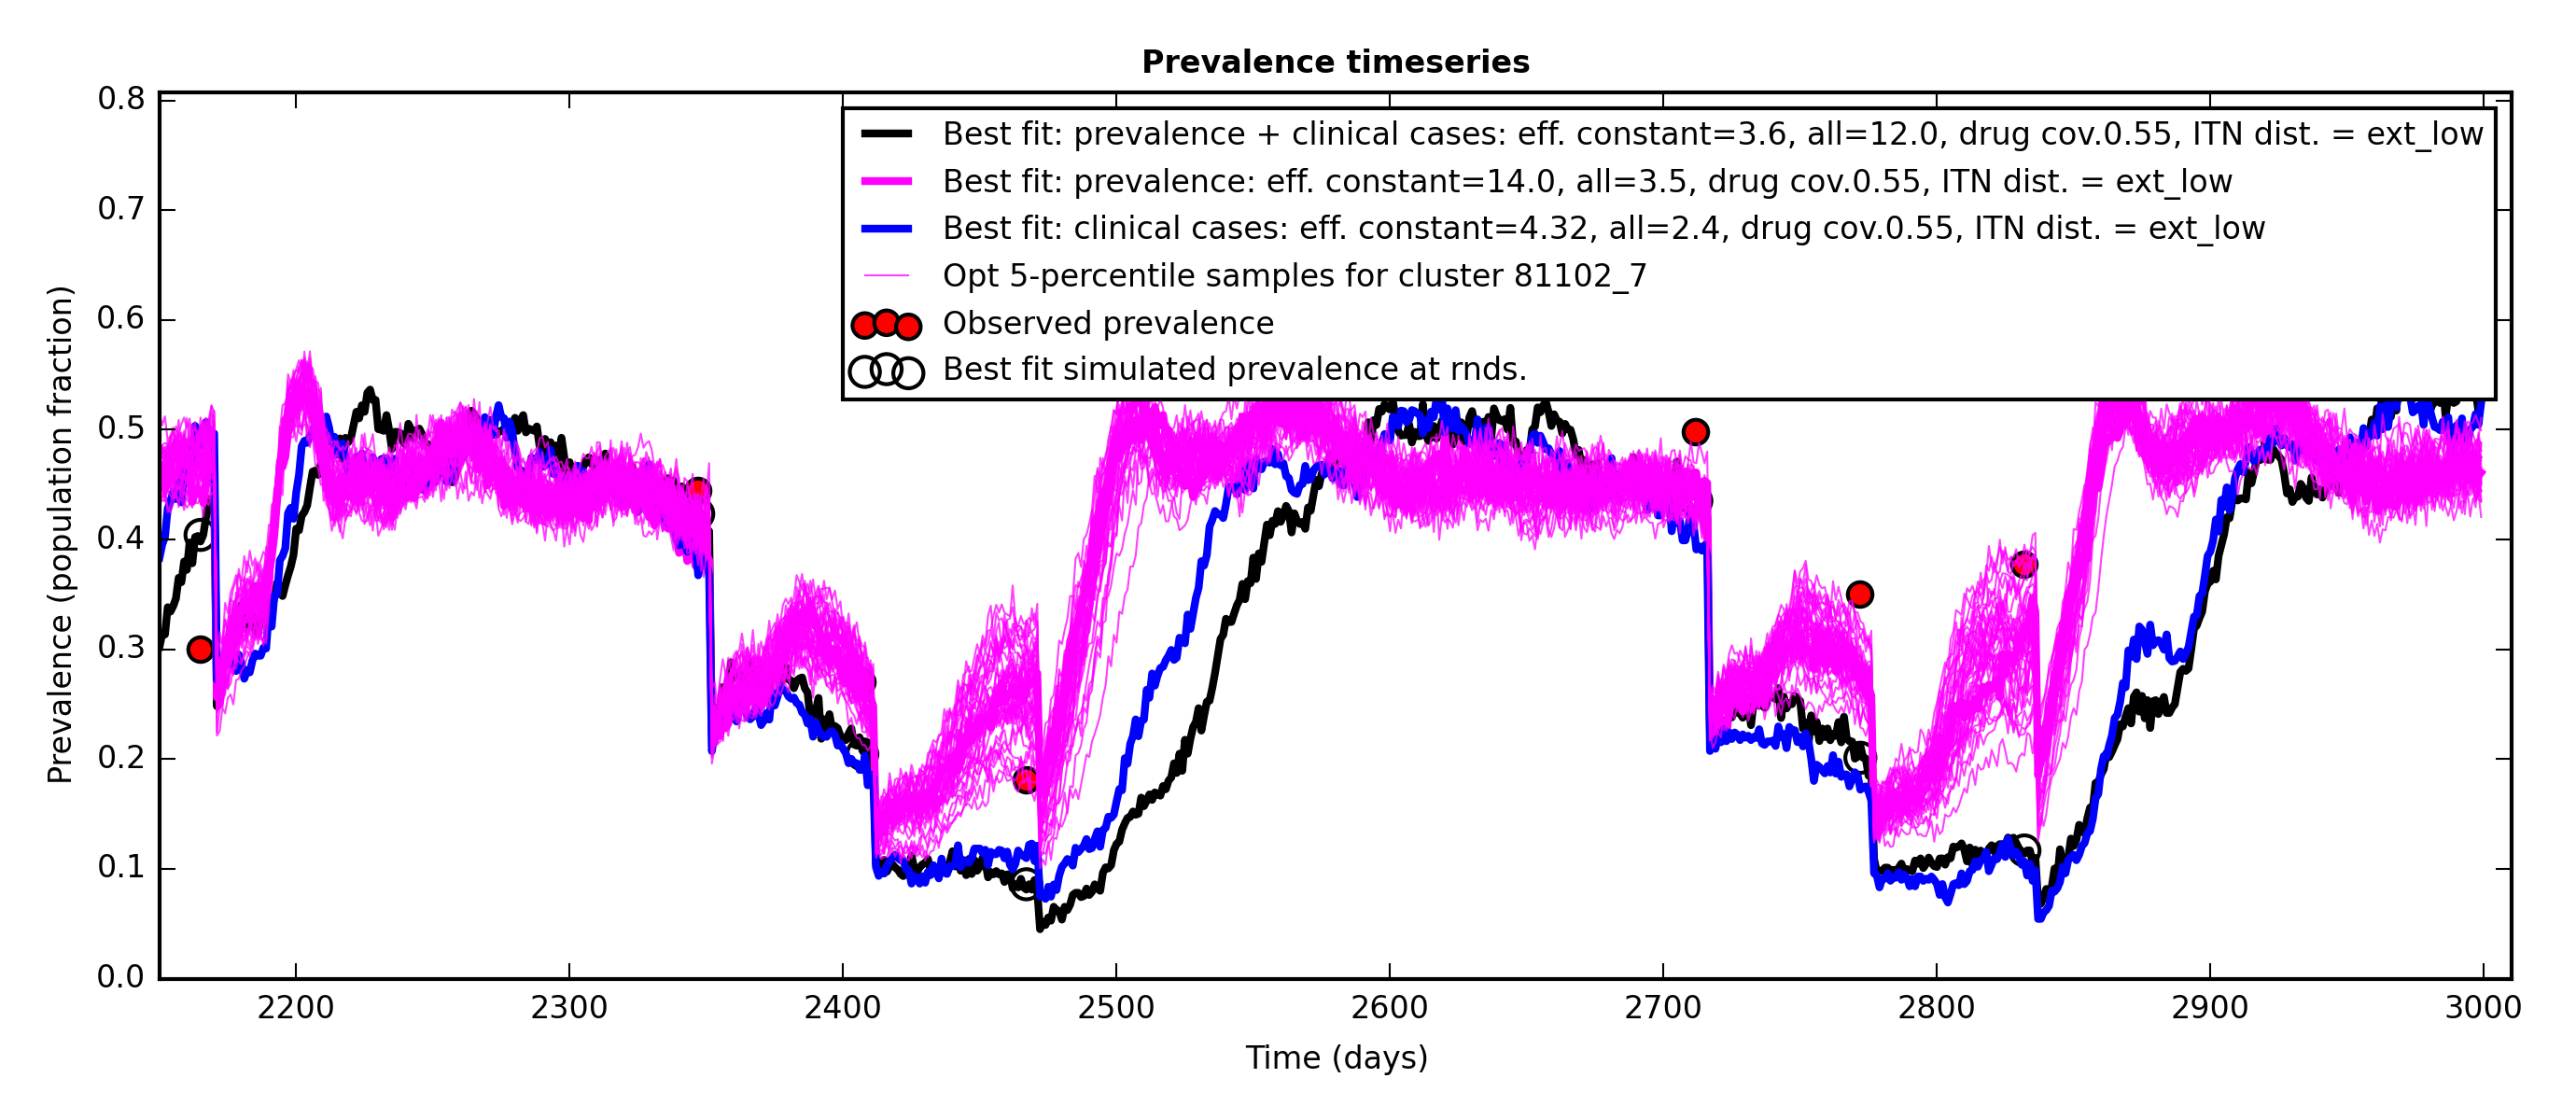 Prevalence timeseries
Best fit: prevalence + clinical cases: eff. constant=3.6, all=12.0, drug cov.0.55, ITN dist. = ext_low
Best fit: prevalence: eff. constant=14.0, all=3.5, drug cov.0.55, ITN dist. = ext_low
Best fit: clinical cases: eff. constant=4.32, all=2.4, drug cov.0.55, ITN dist. = ext_low
Opt 5-percentile samples for cluster 81102_7
Observed prevalence
Best fit simulated prevalence at rnds.
Prevalence (population fraction)
0.8
0.7
0.6
0.5
0.4
0.3
0.2
0.1
0.0
2200 2300 2400 2500 2600 2700 2800 2900 3000
Time (days)